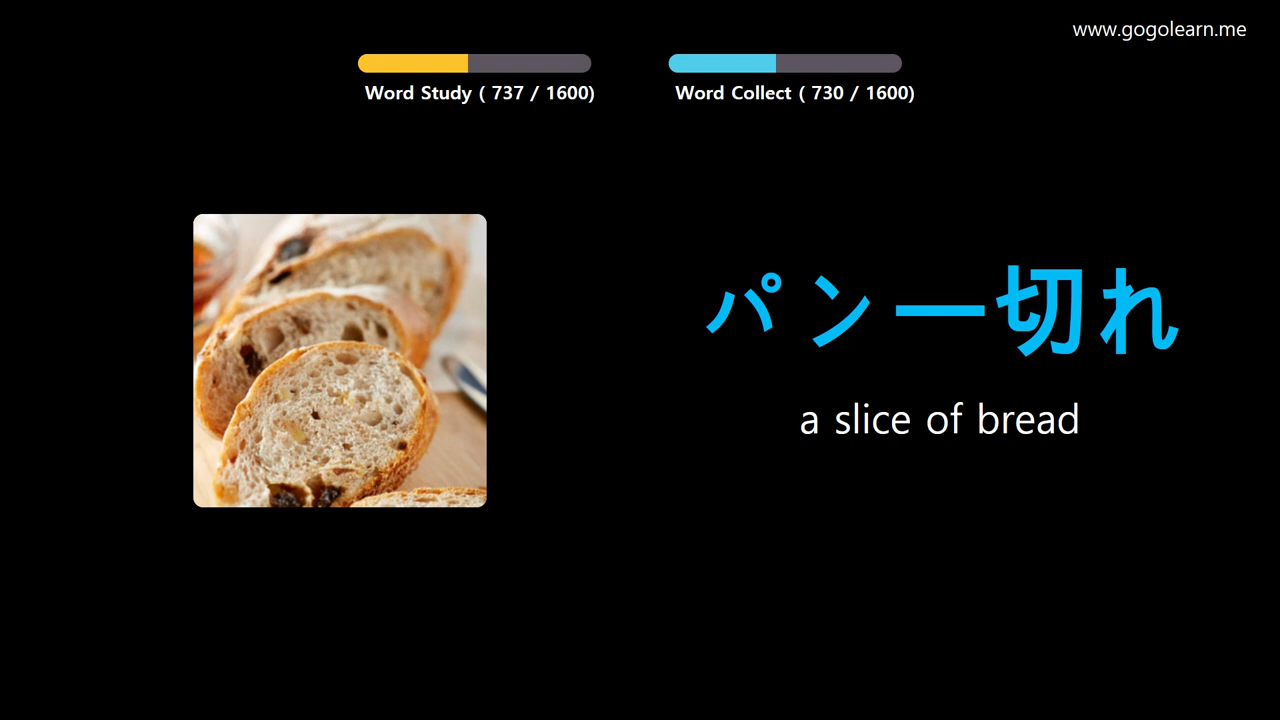 www.gogolearn.me
Word Study ( 737 / 1600)
Word Collect ( 730 / 1600)
パン一切れ
a slice of bread